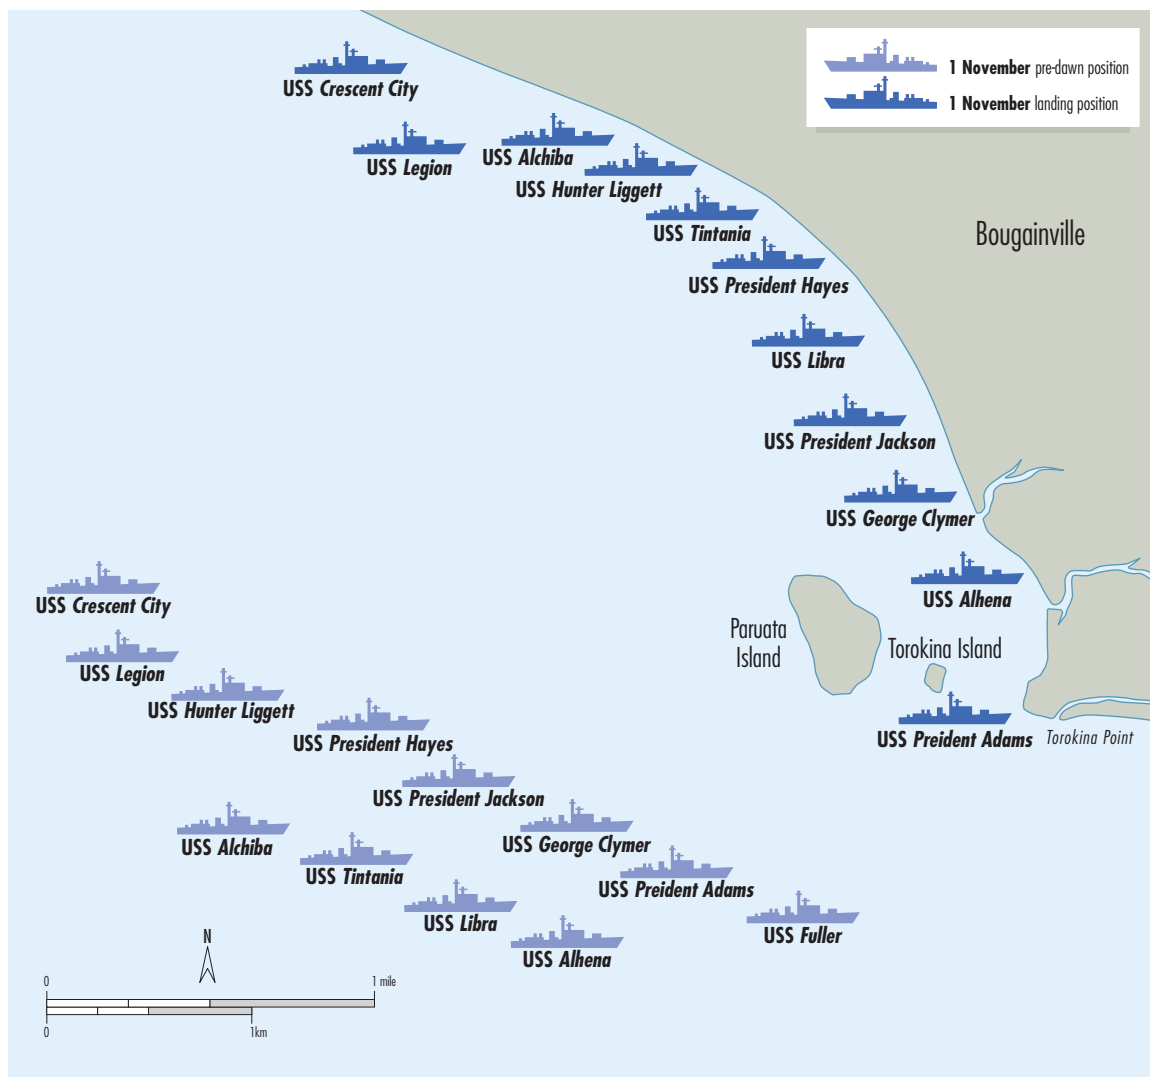 1 November pre-dawn position
1 November landing position
USS Crescent City
USS Legion
USS Alchiba
USS Hunter Liggett
USS Tintania
Bougainville
USS President Hayes
USS Libra
USS President Jackson
USS George Clymer
USS Alhena
Paruata
Island
Torokina Island
USS Preident Adams
Torokina Point
USS Crescent City
USS Legion
USS Hunter Liggett
USS President Hayes
USS President Jackson
USS Alchiba
USS George Clymer
USS Tintania
USS Preident Adams
USS Libra
USS Fuller
USS Alhena
N
0 1 mile
0 1km